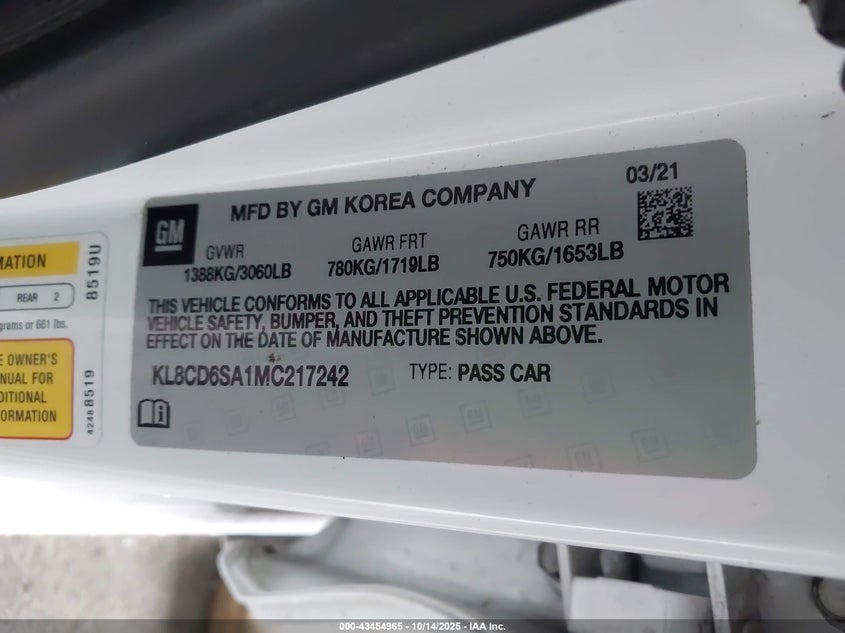 GM
MFD BY GM KOREA COMPANY
03/21
GVWR
1388KG/3060LB
GAWR FRT
780KG/1719LB
GAWR RR
750KG/1653LB
THIS VEHICLE CONFORMS TO ALL APPLICABLE U.S. FEDERAL MOTOR
VEHICLE SAFETY, BUMPER, AND THEFT PREVENTION STANDARDS IN
EFFECT ON THE DATE OF MANUFACTURE SHOWN ABOVE.
KL8CD6SA1MC217242
TYPE: PASS CAR
MATION
REAR 2
grams or 661 lbs.
E OWNER'S
NUAL FOR
DITIONAL
FORMATION
8519U
42488519
000-43454965 - 10/14/2025 - IAA Inc.